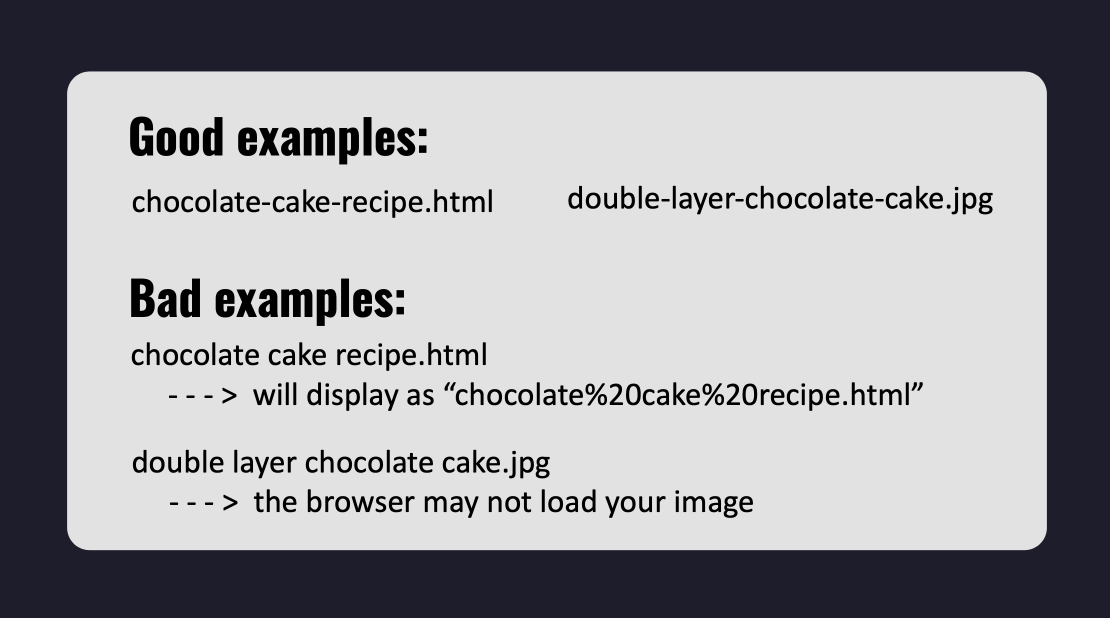 Good examples:
chocolate-cake-recipe.html double-layer-chocolate-cake.jpg
Bad examples:
chocolate cake recipe.html
- - - > will display as “chocolate%20cake%20recipe.html”
double layer chocolate cake.jpg
- - - > the browser may not load your image